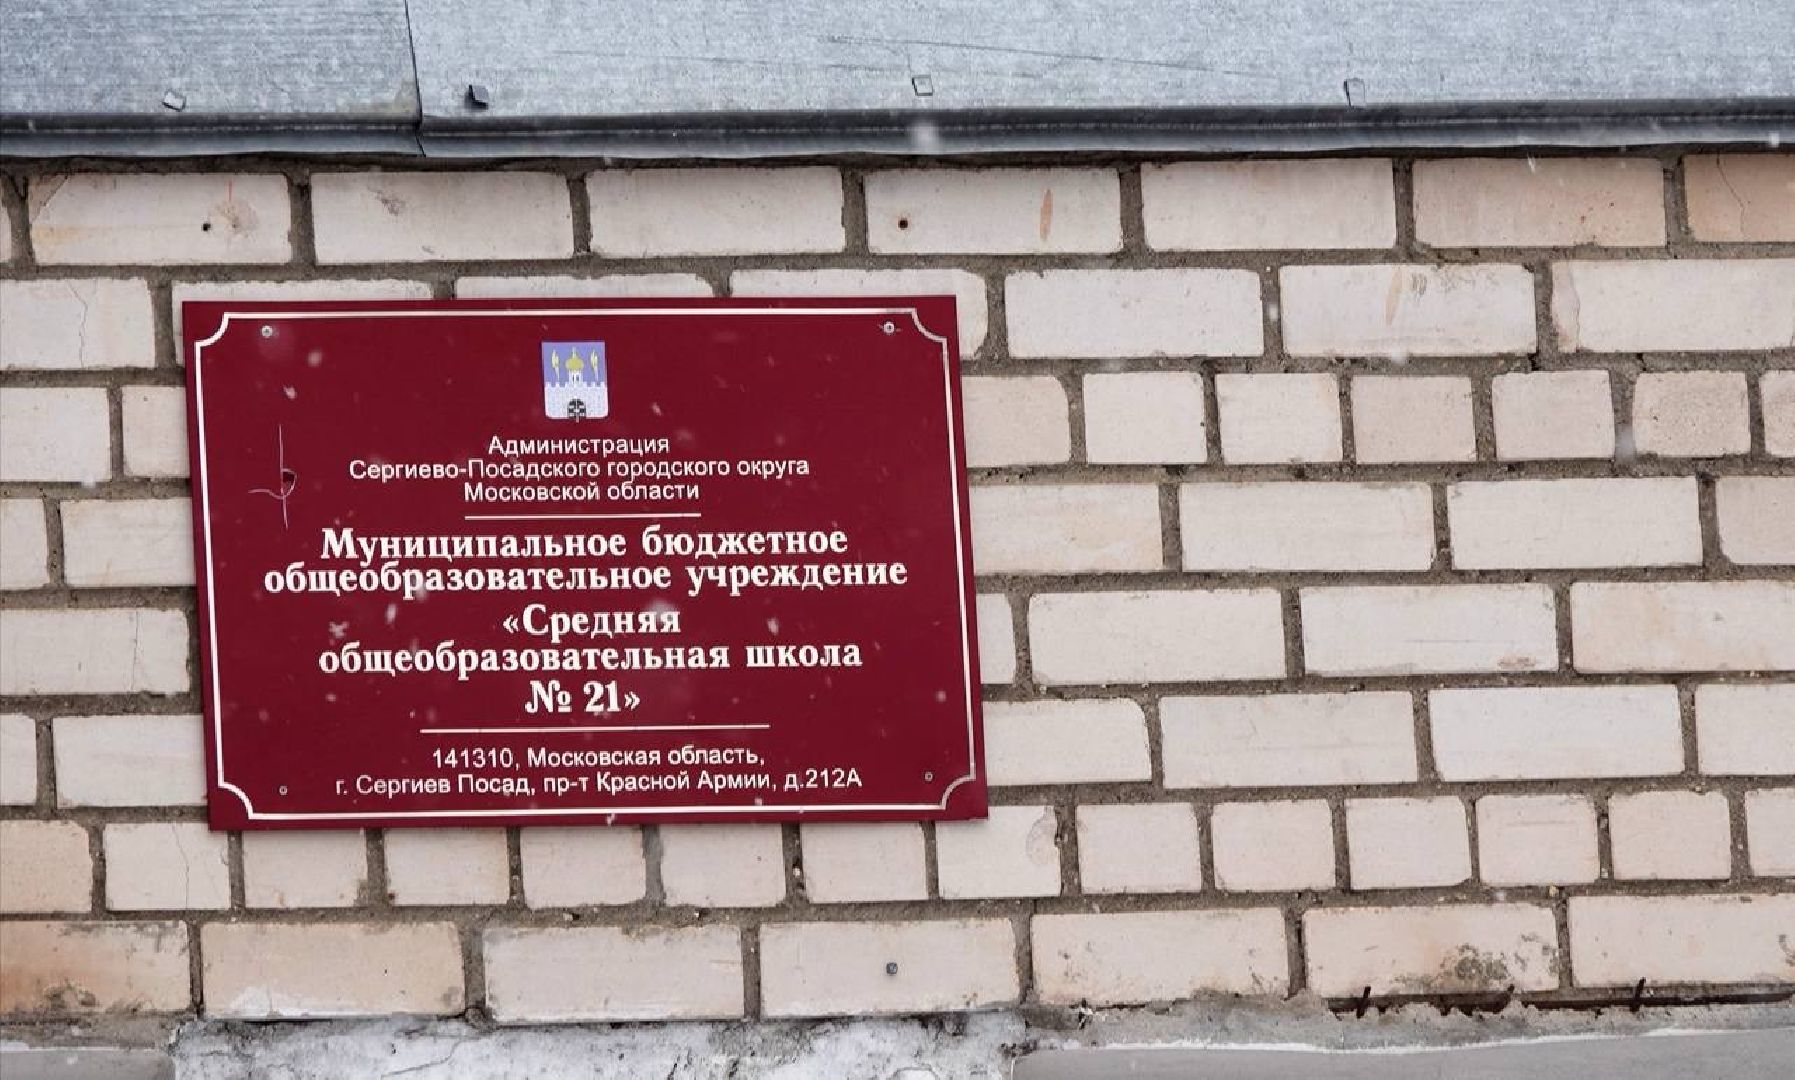 Администрация
Сергиево-Посадского городского округа
Московской области
Муниципальное бюджетное
общеобразовательное учреждение
«Средняя
общеобразовательная школа
№ 21»
141310, Московская область,
г. Сергиев Посад, пр-т Красной Армии, д.212А